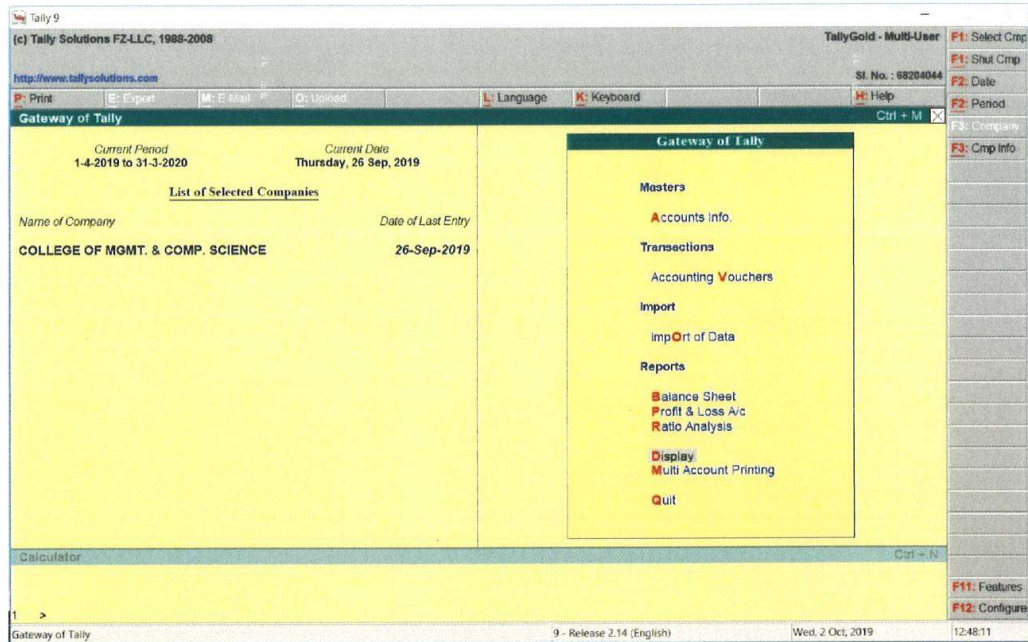 Tally 9
(c) Tally Solutions FZ-LLC, 1988-2008
TallyGold - Multi-User
http://www.tallysolutions.com
Sl. No. : 68204044
P: Print E: Export M: E-Mail O: Upload L: Language K: Keyboard H: Help
Gateway of Tally Ctrl + M
Current Period Current Date
1-4-2019 to 31-3-2020 Thursday, 26 Sep, 2019
List of Selected Companies
Name of Company Date of Last Entry
COLLEGE OF MGMT. & COMP. SCIENCE 26-Sep-2019
Gateway of Tally
Masters
Accounts Info.
Transactions
Accounting Vouchers
Import
ImpOrt of Data
Reports
Balance Sheet
Profit & Loss A/c
Ratio Analysis
Display
Multi Account Printing
Quit
F1: Select Cmp
F1: Shut Cmp
F2: Date
F2: Period
F3: Company
F3: Cmp Info
F11: Features
F12: Configure
Calculator Ctrl + N
1 >
Gateway of Tally 9 - Release 2.14 (English) Wed, 2 Oct, 2019 12:48:11